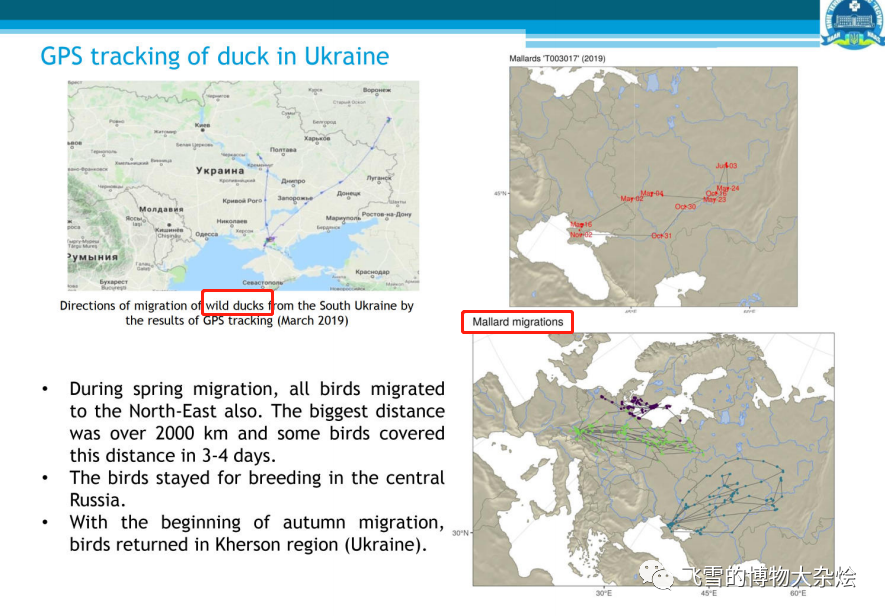 GPS tracking of duck in Ukraine
Mallards 'T003017' (2019)
Воронеж
Киев
Харьков
Полтава
Украина
Днипро
Луганск
Кривой Рог
Запорожье
Донецк
Молдавия
Николаев
Мариуполь
Ростов-на-Дону
Яссы
Кишинёв
Одесса
Румыния
Бухарест
Краснодар
Севастополь
45°N
Jun-03
May-24
May-04
May-02
May-23
Oct-30
May-16
Nov-02
Oct-31
Directions of migration of wild ducks from the South Ukraine by
the results of GPS tracking (March 2019)
Mallard migrations
• During spring migration, all birds migrated
to the North-East also. The biggest distance
was over 2000 km and some birds covered
this distance in 3-4 days.
• The birds stayed for breeding in the central
Russia.
• With the beginning of autumn migration,
birds returned in Kherson region (Ukraine).
30°N
30°E
45°E
60°E
飞雪的博物大杂烩